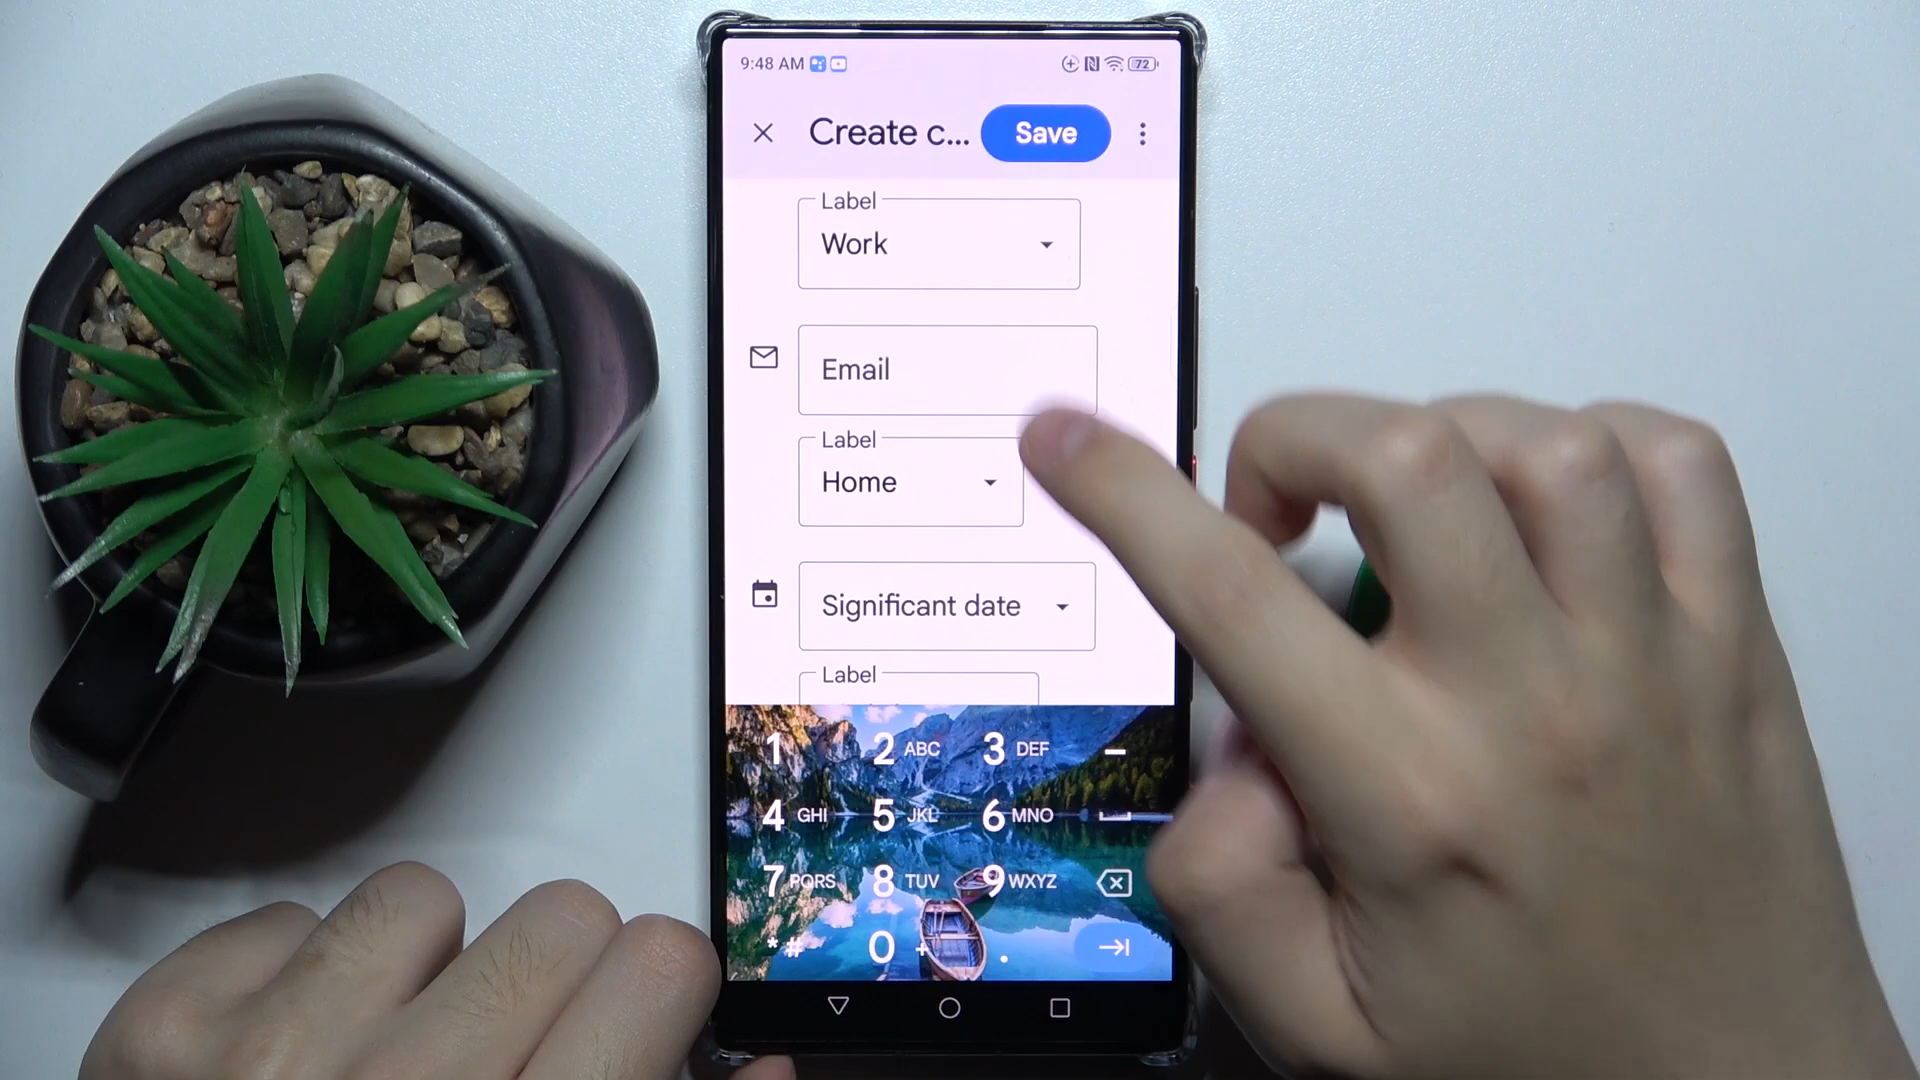 9:48 AM
72
Create c...
Save
Label
Work
Email
Label
Home
Significant date
Label
1
2 ABC
3 DEF
–
4 GHI
5 JKL
6 MNO
7 PQRS
8 TUV
9 WXYZ
* #
0 +
.